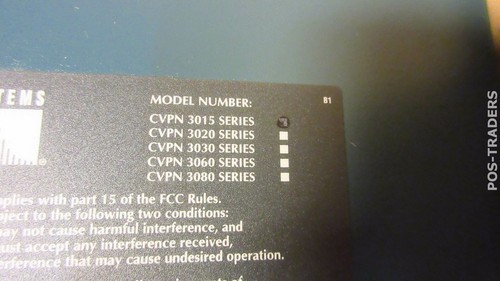 TEMS
MODEL NUMBER:
B1
CVPN 3015 SERIES
CVPN 3020 SERIES
CVPN 3030 SERIES
CVPN 3060 SERIES
CVPN 3080 SERIES
plies with part 15 of the FCC Rules.
ject to the following two conditions:
ay not cause harmful interference, and
ust accept any interference received,
erference that may cause undesired operation.
POS-TRADERS